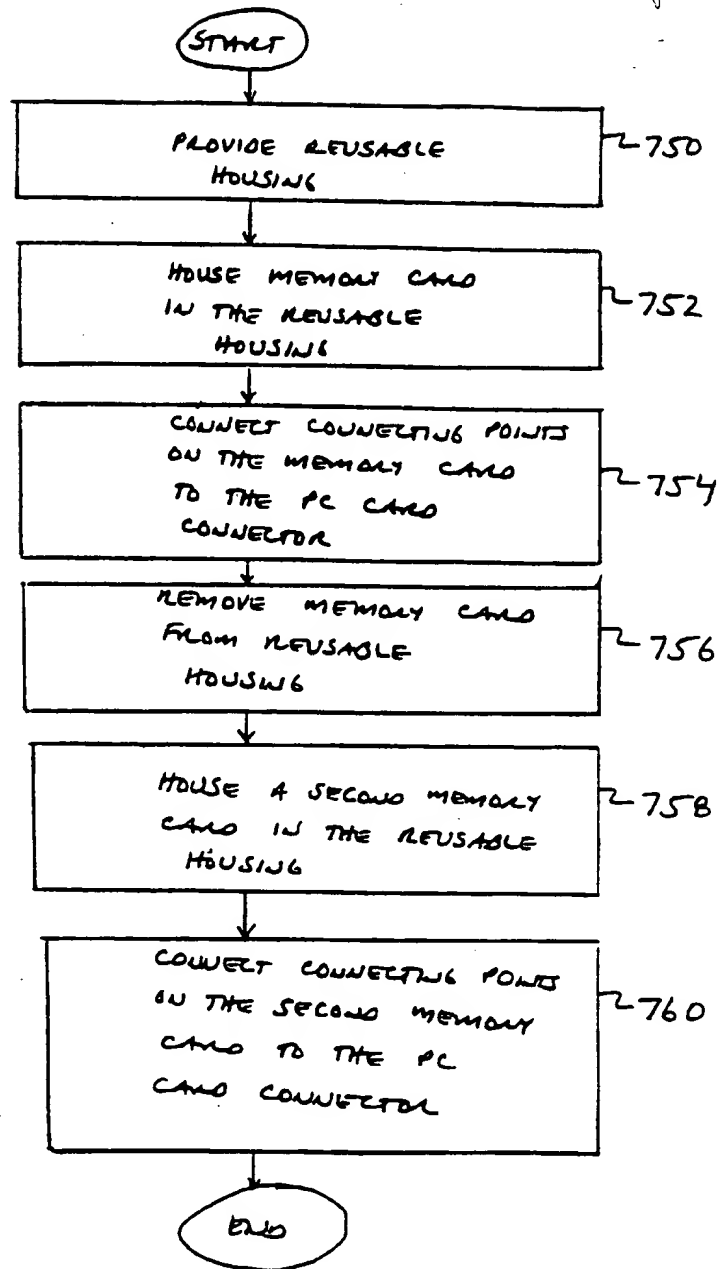 START
PROVIDE REUSABLE
HOUSING
750
HOUSE MEMORY CARD
IN THE REUSABLE
HOUSING
752
CONNECT CONNECTING POINTS
ON THE MEMORY CARD
TO THE PC CARD
CONNECTOR
754
REMOVE MEMORY CARD
FROM REUSABLE
HOUSING
756
HOUSE A SECOND MEMORY
CARD IN THE REUSABLE
HOUSING
758
CONNECT CONNECTING POINTS
ON THE SECOND MEMORY
CARD TO THE PC
CARD CONNECTOR
760
END